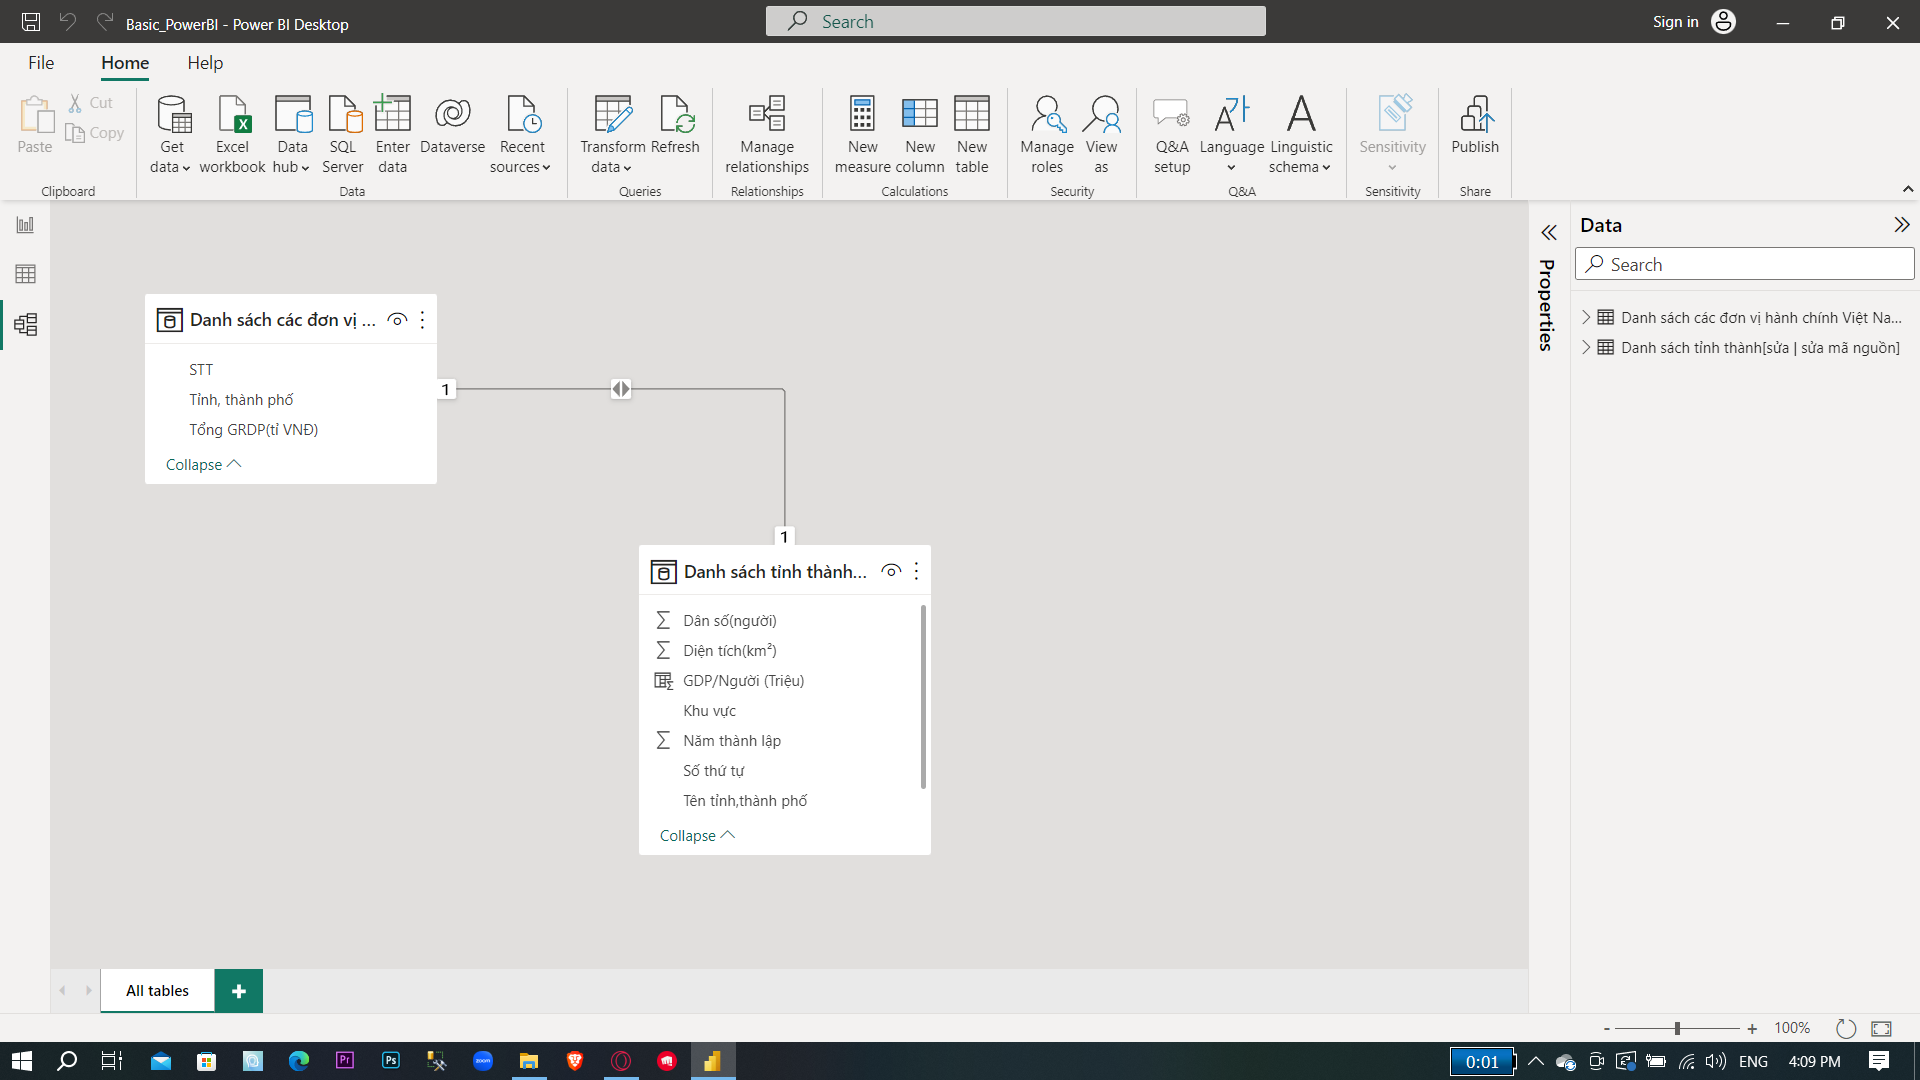 Basic_PowerBI - Power BI Desktop
Search
Sign in
File Home Help
Paste
Cut
Copy
Clipboard
Get data
Excel workbook
Data hub
SQL Server
Enter data
Dataverse
Recent sources
Data
Transform data
Refresh
Queries
Manage relationships
Relationships
New measure
New column
New table
Calculations
Manage roles
View as
Security
Q&A setup
Language
Linguistic schema
Q&A
Sensitivity
Sensitivity
Publish
Share
Danh sách các đơn vị ...
STT
Tỉnh, thành phố
Tổng GRDP(tỉ VNĐ)
Collapse
1
1
Danh sách tỉnh thành...
Dân số(người)
Diện tích(km²)
GDP/Người (Triệu)
Khu vực
Năm thành lập
Số thứ tự
Tên tỉnh,thành phố
Collapse
Properties
Data
Search
Danh sách các đơn vị hành chính Việt Na...
Danh sách tỉnh thành[sửa | sửa mã nguồn]
All tables
+
- + 100%
Pr
Ps
zoom
0:01
ENG
4:09 PM